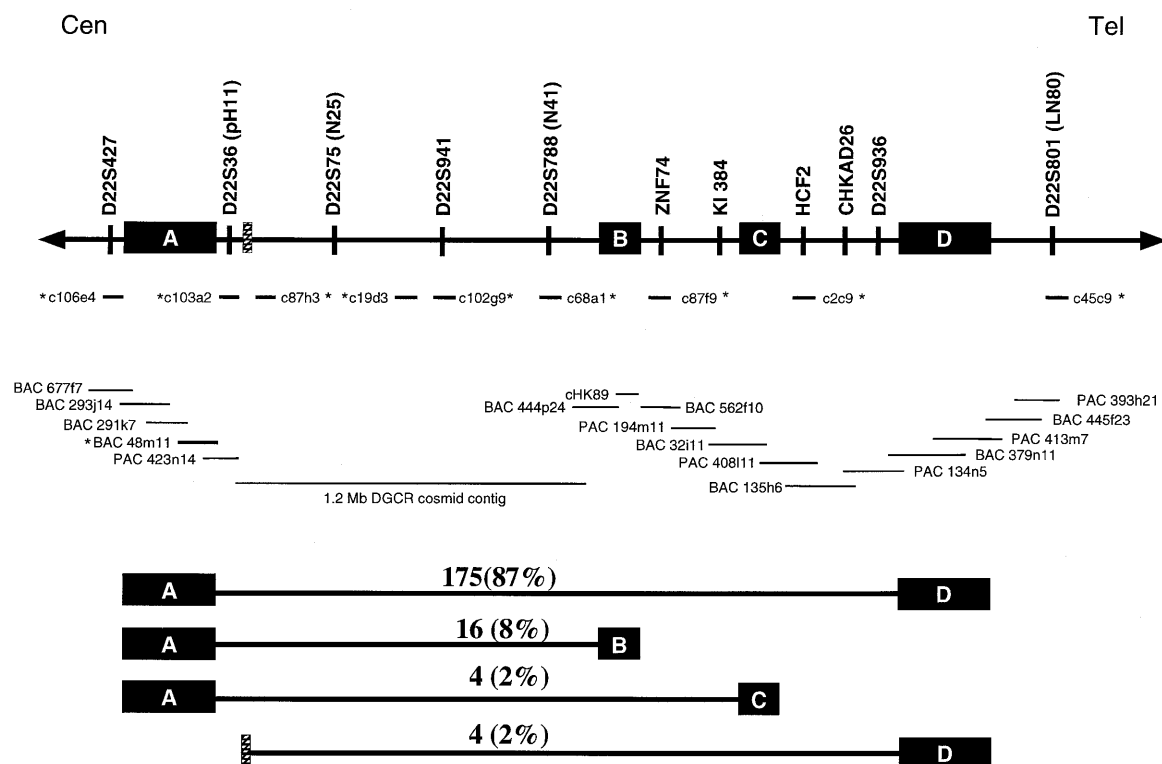 Cen
Tel
D22S427
D22S36 (pH11)
D22S75 (N25)
D22S941
D22S788 (N41)
ZNF74
KI 384
HCF2
CHKAD26
D22S936
D22S801 (LN80)
A
B
C
D
*c106e4
*c103a2
c87h3 *
*c19d3
c102g9*
c68a1*
c87f9 *
c2c9 *
c45c9 *
BAC 677f7
BAC 293j14
BAC 291k7
*BAC 48m11
PAC 423n14
1.2 Mb DGCR cosmid contig
cHK89
BAC 444p24
BAC 562f10
PAC 194m11
BAC 32i11
PAC 408l11
BAC 135h6
PAC 393h21
BAC 445f23
PAC 413m7
BAC 379n11
PAC 134n5
A 175(87%) D
A 16 (8%) B
A 4 (2%) C
4 (2%) D